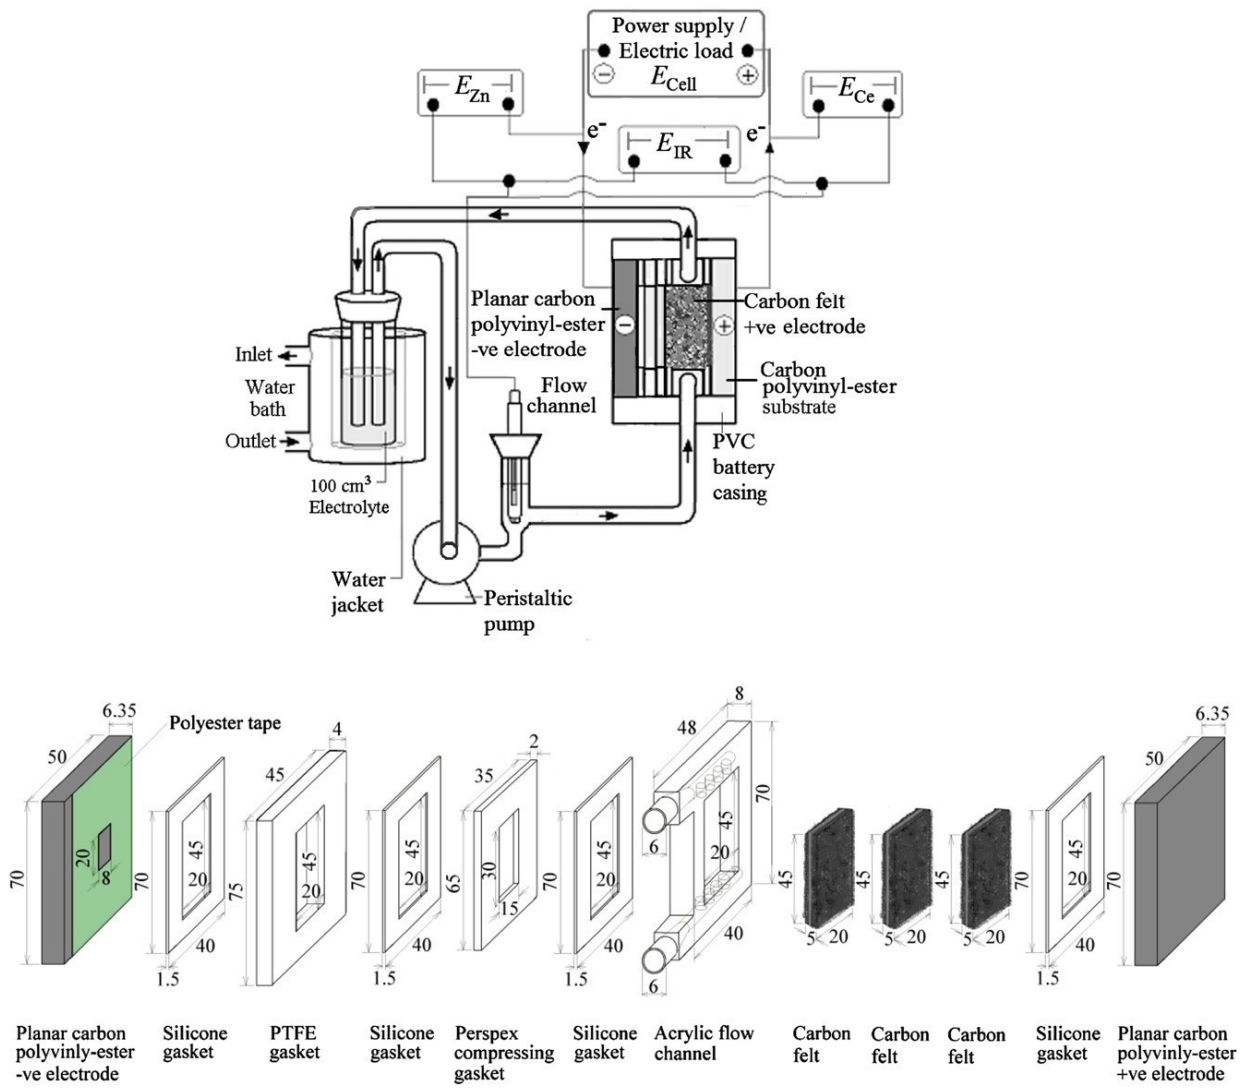 Power supply /
Electric load
E Cell
− +
E Zn
E Ce
E IR
e-
e-
Planar carbon
polyvinyl-ester
-ve electrode
−
+
Carbon felt
+ve electrode
Carbon
polyvinyl-ester
substrate
Inlet
Water
bath
Outlet
Flow
channel
PVC
battery
casing
100 cm³
Electrolyte
Water
jacket
Peristaltic
pump
6.35
Polyester tape
50
20
8
70
45
20
70
40
1.5
4
45
45
20
75
45
20
70
40
1.5
2
35
30
15
65
45
20
70
40
1.5
8
48
70
45
20
6
6
40
45
5
20
45
5
20
45
5
20
45
20
70
40
1.5
6.35
50
70
Planar carbon
polyvinly-ester
-ve electrode
Silicone
gasket
PTFE
gasket
Silicone
gasket
Perspex
compressing
gasket
Silicone
gasket
Acrylic flow
channel
Carbon
felt
Carbon
felt
Carbon
felt
Silicone
gasket
Planar carbon
polyvinly-ester
+ve electrode